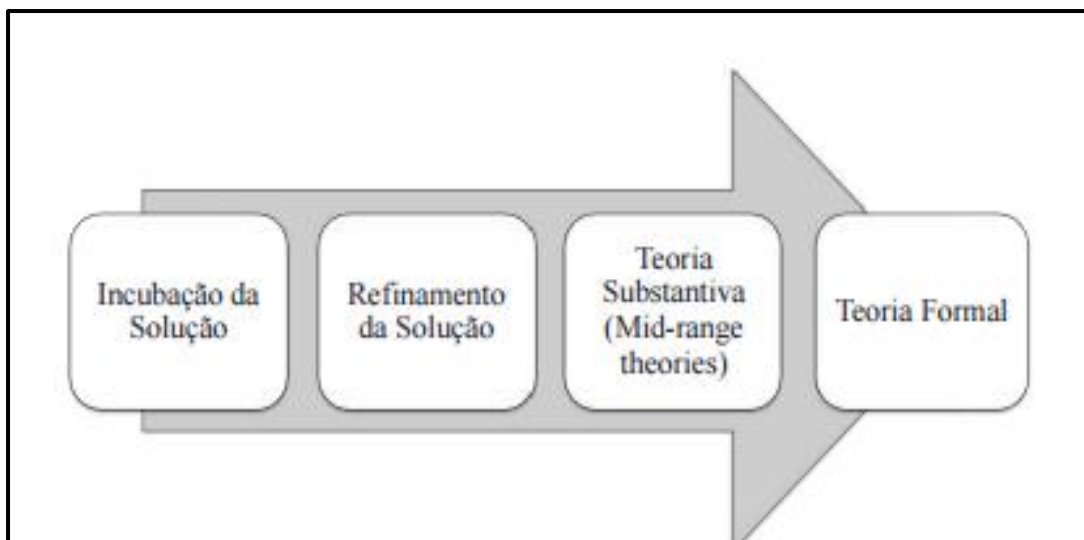 Incubação da
Solução
Refinamento
da Solução
Teoria
Substantiva
(Mid-range
theories)
Teoria Formal